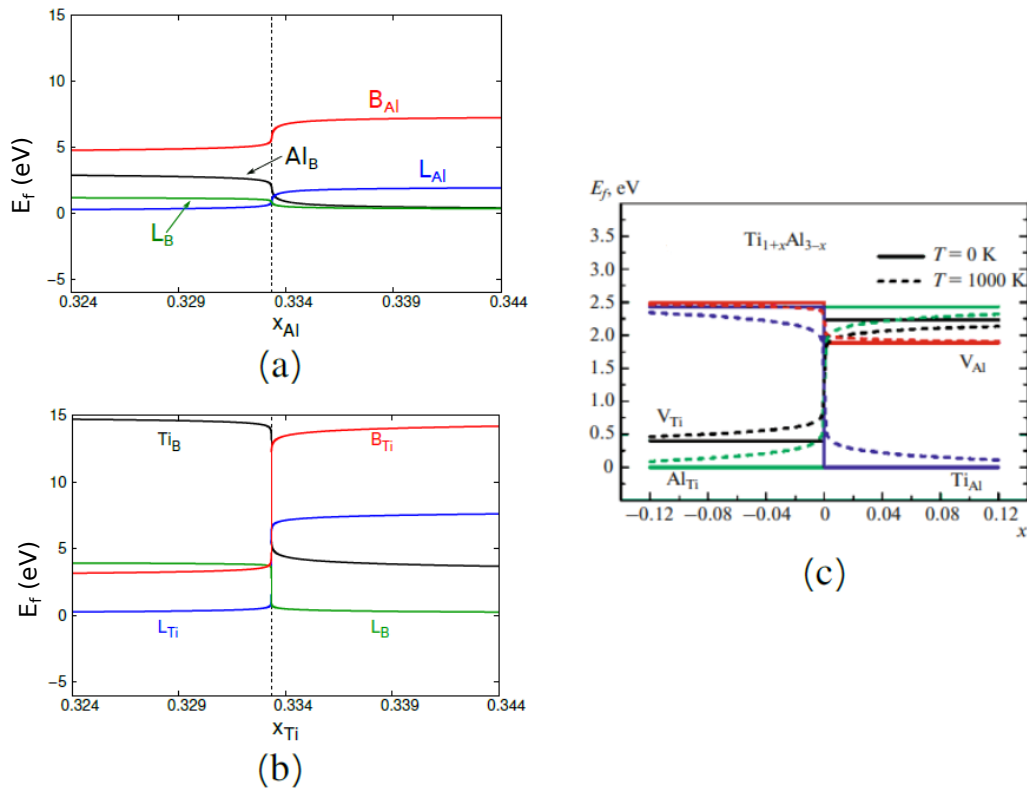 15
10
5
0
−5
E_f (eV)
B_Al
Al_B
L_Al
L_B
0.324 0.329 0.334 0.339 0.344
x_Al
(a)
15
10
5
0
−5
E_f (eV)
Ti_B
B_Ti
L_Ti
L_B
0.324 0.329 0.334 0.339 0.344
x_Ti
(b)
E_f, eV
3.5
3.0
2.5
2.0
1.5
1.0
0.5
0
Ti_{1+x}Al_{3−x}
T = 0 K
T = 1000 K
V_Al
V_Ti
Al_Ti
Ti_Al
−0.12 −0.08 −0.04 0 0.04 0.08 0.12
x
(c)